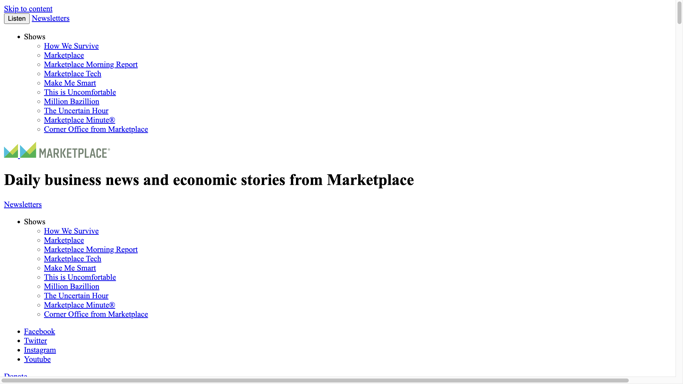 Skip to content
Listen Newsletters
Shows
How We Survive
Marketplace
Marketplace Morning Report
Marketplace Tech
Make Me Smart
This is Uncomfortable
Million Bazillion
The Uncertain Hour
Marketplace Minute®
Corner Office from Marketplace
MARKETPLACE®
Daily business news and economic stories from Marketplace
Newsletters
Shows
How We Survive
Marketplace
Marketplace Morning Report
Marketplace Tech
Make Me Smart
This is Uncomfortable
Million Bazillion
The Uncertain Hour
Marketplace Minute®
Corner Office from Marketplace
Facebook
Twitter
Instagram
Youtube
Donate